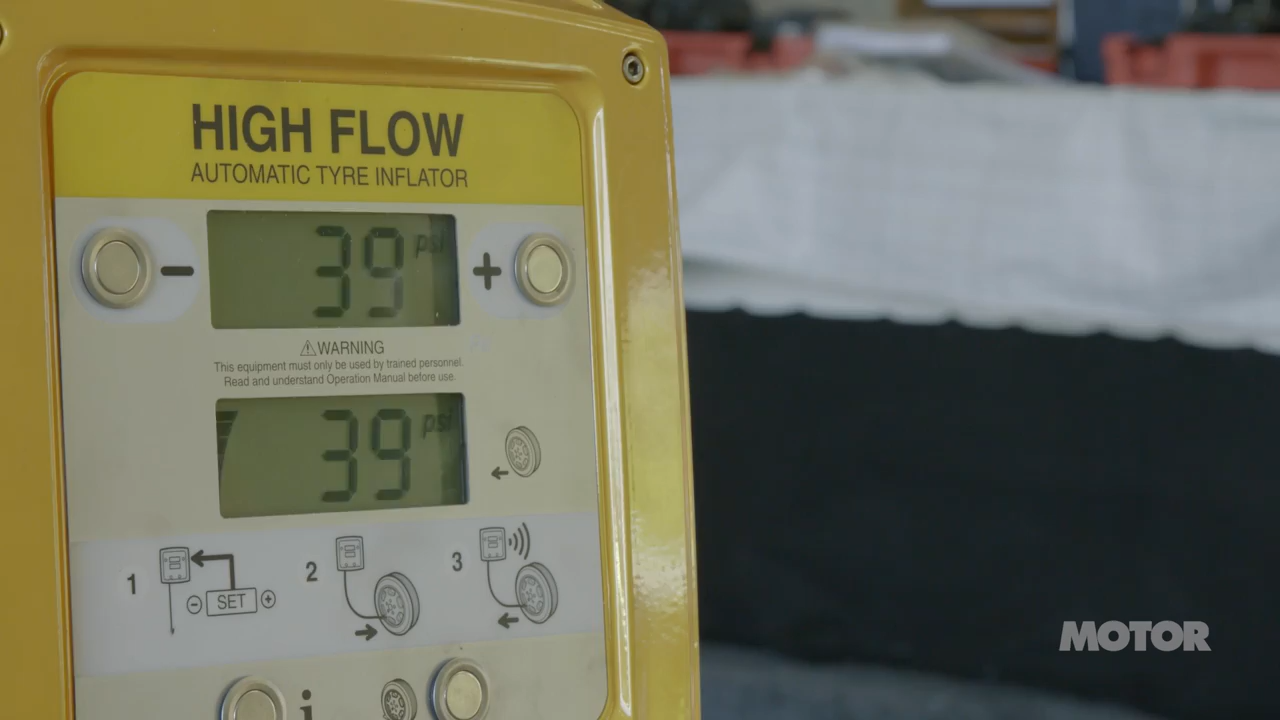 HIGH FLOW
AUTOMATIC TYRE INFLATOR
39 psi
⚠WARNING
This equipment must only be used by trained personnel.
Read and understand Operation Manual before use.
39 psi
1
2
3
SET
i
MOTOR